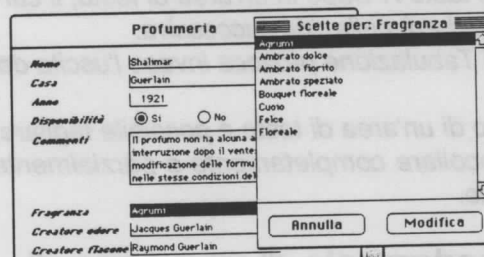 Profumeria
Nome Shalimar
Casa Guerlain
Anno 1921
Disponibilità Sì No
Commenti Il profumo non ha alcuna
interruzione dopo il vente
modificazione delle formu
nelle stesse condizioni del
Fragranza Agrumi
Creatore odore Jacques Guerlain
Creatore flacone Raymond Guerlain
Scelte per: Fragranza
Agrumi
Ambrato dolce
Ambrato fiorito
Ambrato speziato
Bouquet floreale
Cuoio
Felce
Floreale
Annulla
Modifica